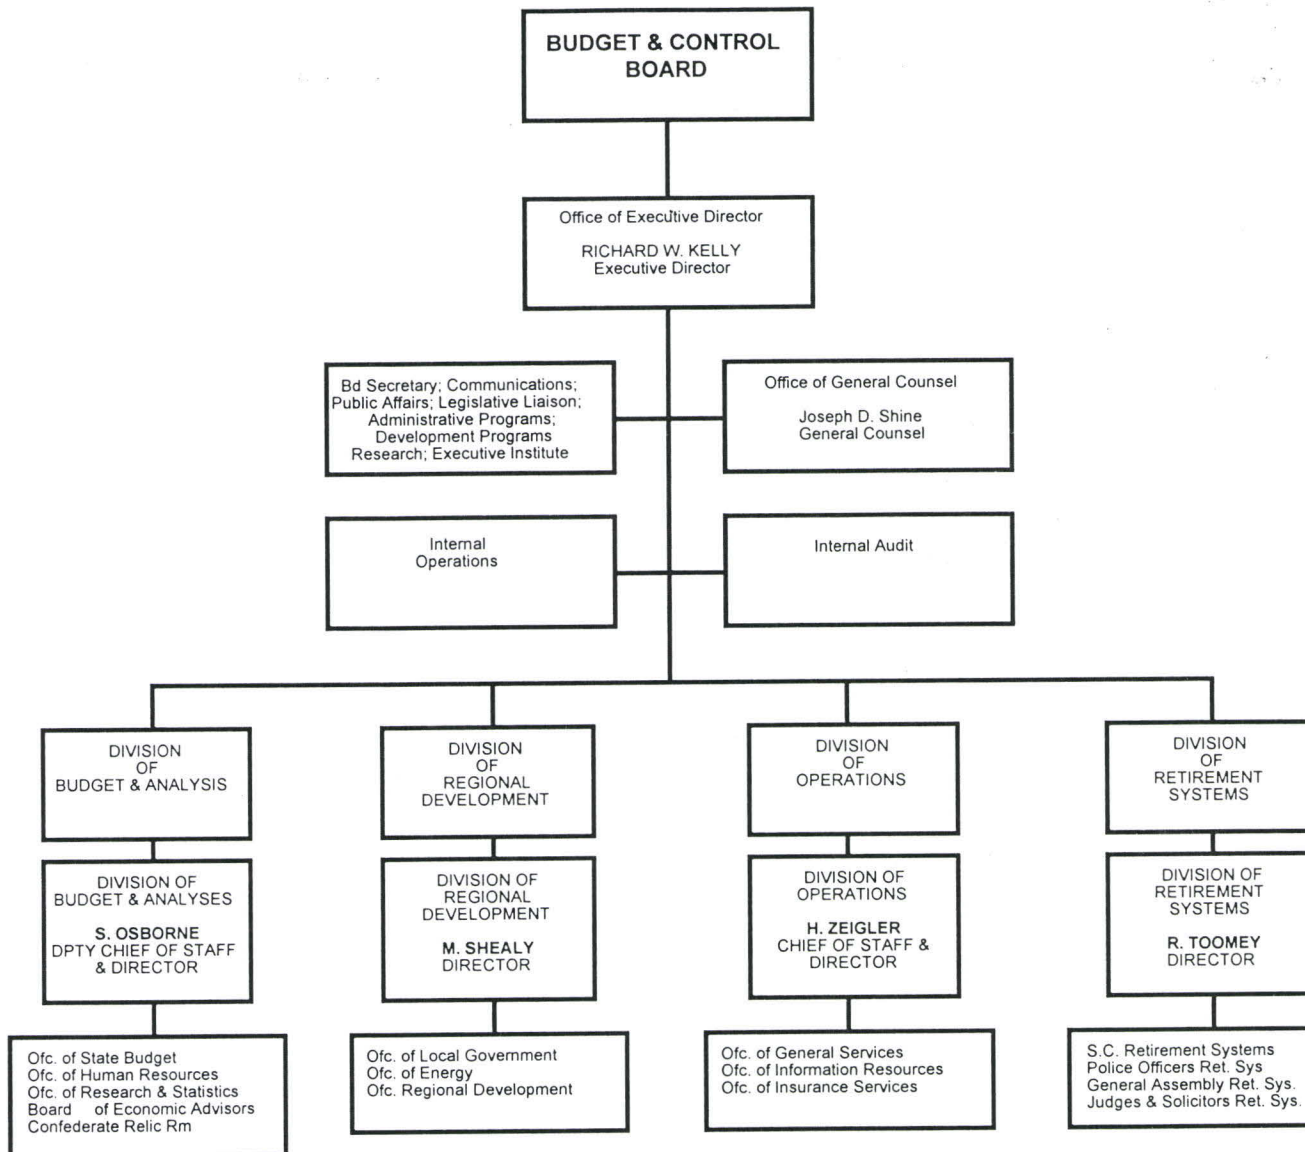 BUDGET & CONTROL
BOARD
Office of Executive Director
RICHARD W. KELLY
Executive Director
Bd Secretary; Communications;
Public Affairs; Legislative Liaison;
Administrative Programs;
Development Programs
Research; Executive Institute
Office of General Counsel
Joseph D. Shine
General Counsel
Internal
Operations
Internal Audit
DIVISION
OF
BUDGET & ANALYSIS
DIVISION
OF
REGIONAL
DEVELOPMENT
DIVISION
OF
OPERATIONS
DIVISION
OF
RETIREMENT
SYSTEMS
DIVISION OF
BUDGET & ANALYSES
S. OSBORNE
DPTY CHIEF OF STAFF
& DIRECTOR
DIVISION OF
REGIONAL
DEVELOPMENT
M. SHEALY
DIRECTOR
DIVISION OF
OPERATIONS
H. ZEIGLER
CHIEF OF STAFF &
DIRECTOR
DIVISION OF
RETIREMENT
SYSTEMS
R. TOOMEY
DIRECTOR
Ofc. of State Budget
Ofc. of Human Resources
Ofc. of Research & Statistics
Board of Economic Advisors
Confederate Relic Rm
Ofc. of Local Government
Ofc. of Energy
Ofc. Regional Development
Ofc. of General Services
Ofc. of Information Resources
Ofc. of Insurance Services
S.C. Retirement Systems
Police Officers Ret. Sys
General Assembly Ret. Sys.
Judges & Solicitors Ret. Sys.